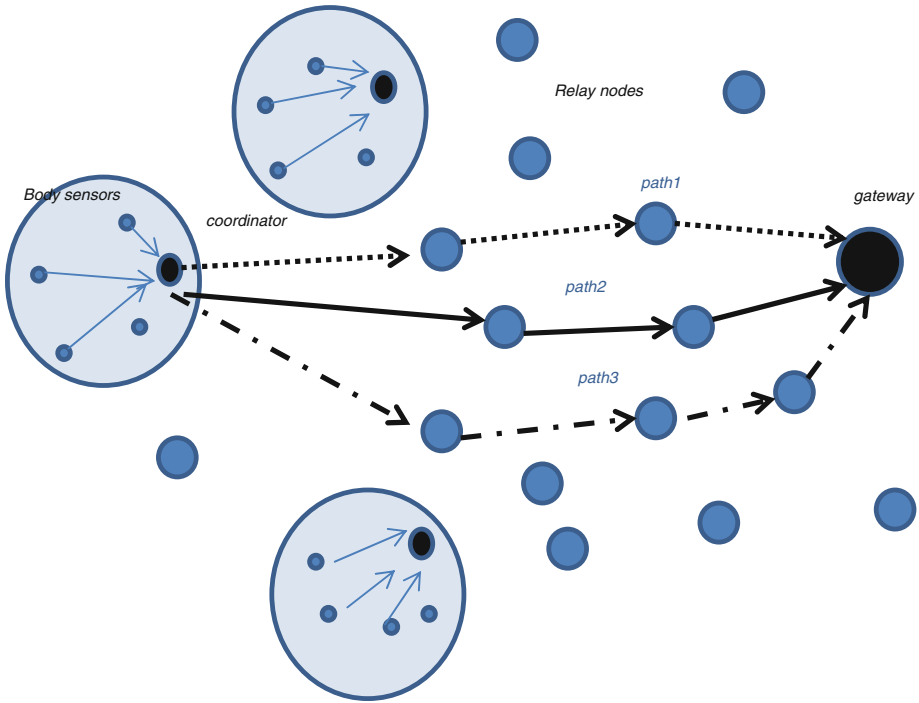 Relay nodes
path1
Body sensors
gateway
coordinator
path2
path3